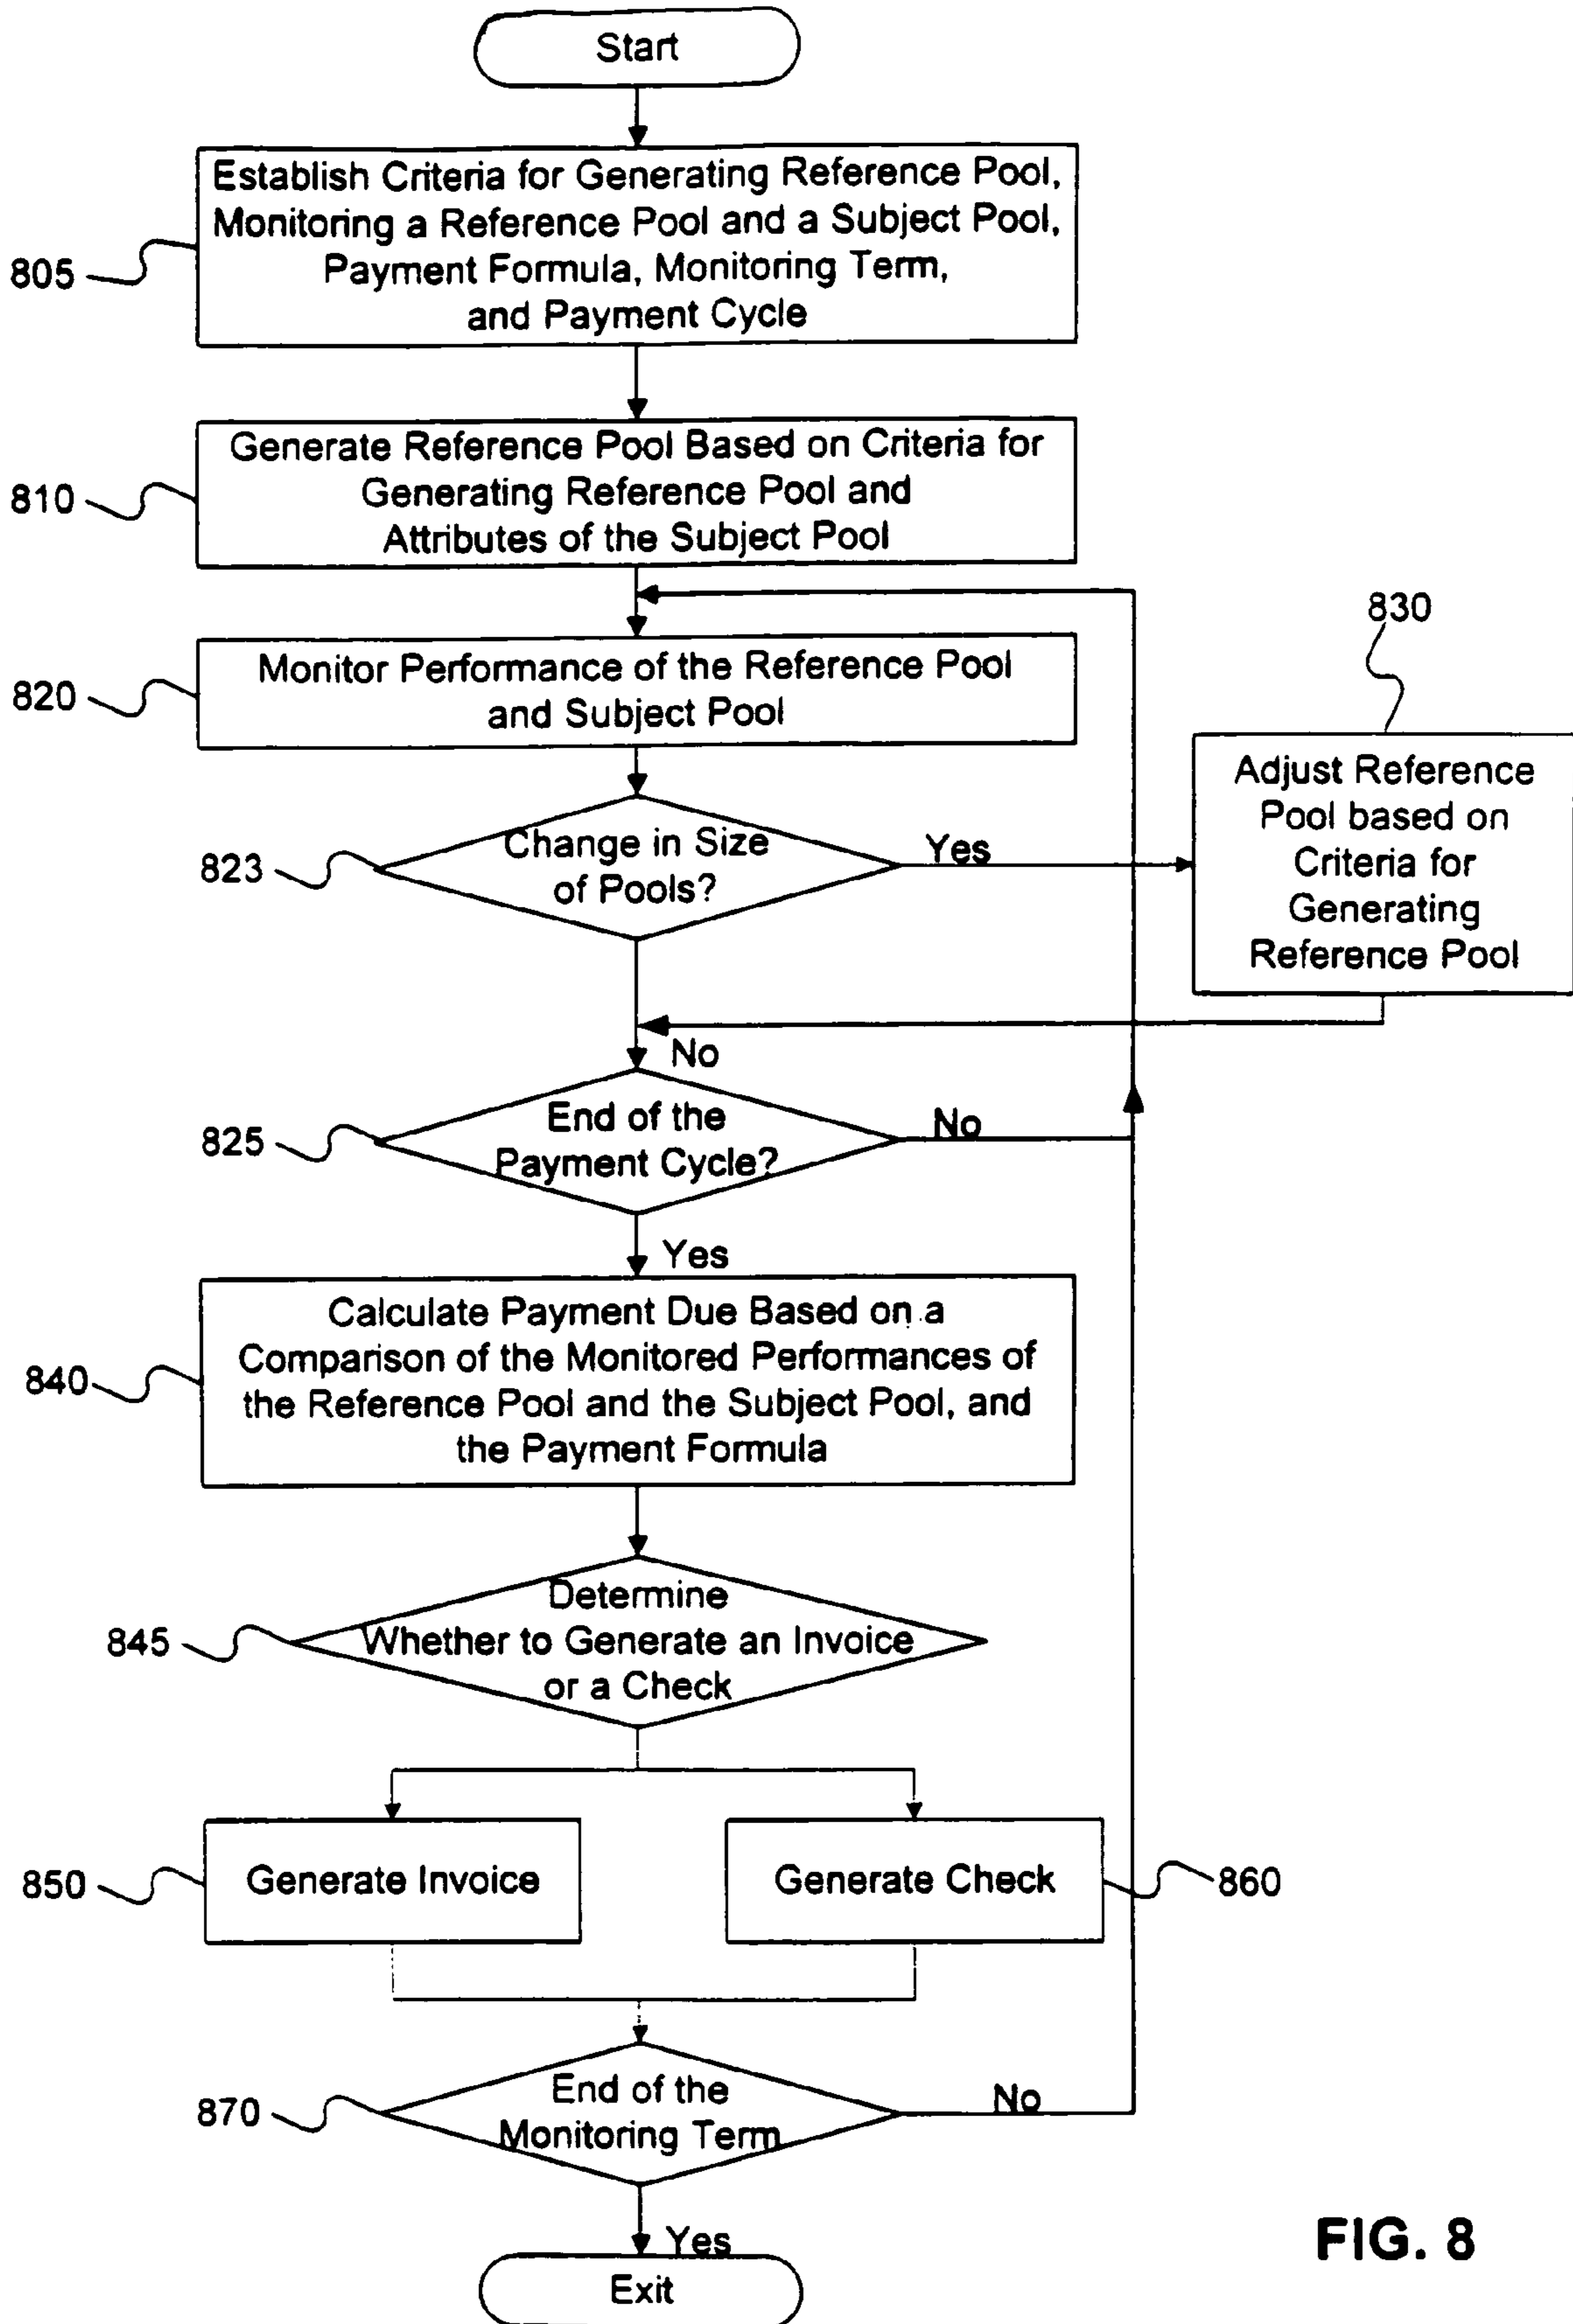 Start
Establish Criteria for Generating Reference Pool,
Monitoring a Reference Pool and a Subject Pool,
Payment Formula, Monitoring Term,
and Payment Cycle
805
Generate Reference Pool Based on Criteria for
Generating Reference Pool and
Attributes of the Subject Pool
810
Monitor Performance of the Reference Pool
and Subject Pool
820
830
Adjust Reference
Pool based on
Criteria for
Generating
Reference Pool
Change in Size
of Pools?
823
Yes
No
End of the
Payment Cycle?
825
No
Yes
Calculate Payment Due Based on a
Comparison of the Monitored Performances of
the Reference Pool and the Subject Pool, and
the Payment Formula
840
Determine
Whether to Generate an Invoice
or a Check
845
Generate Invoice
850
Generate Check
860
End of the
Monitoring Term
870
No
Yes
Exit
FIG. 8